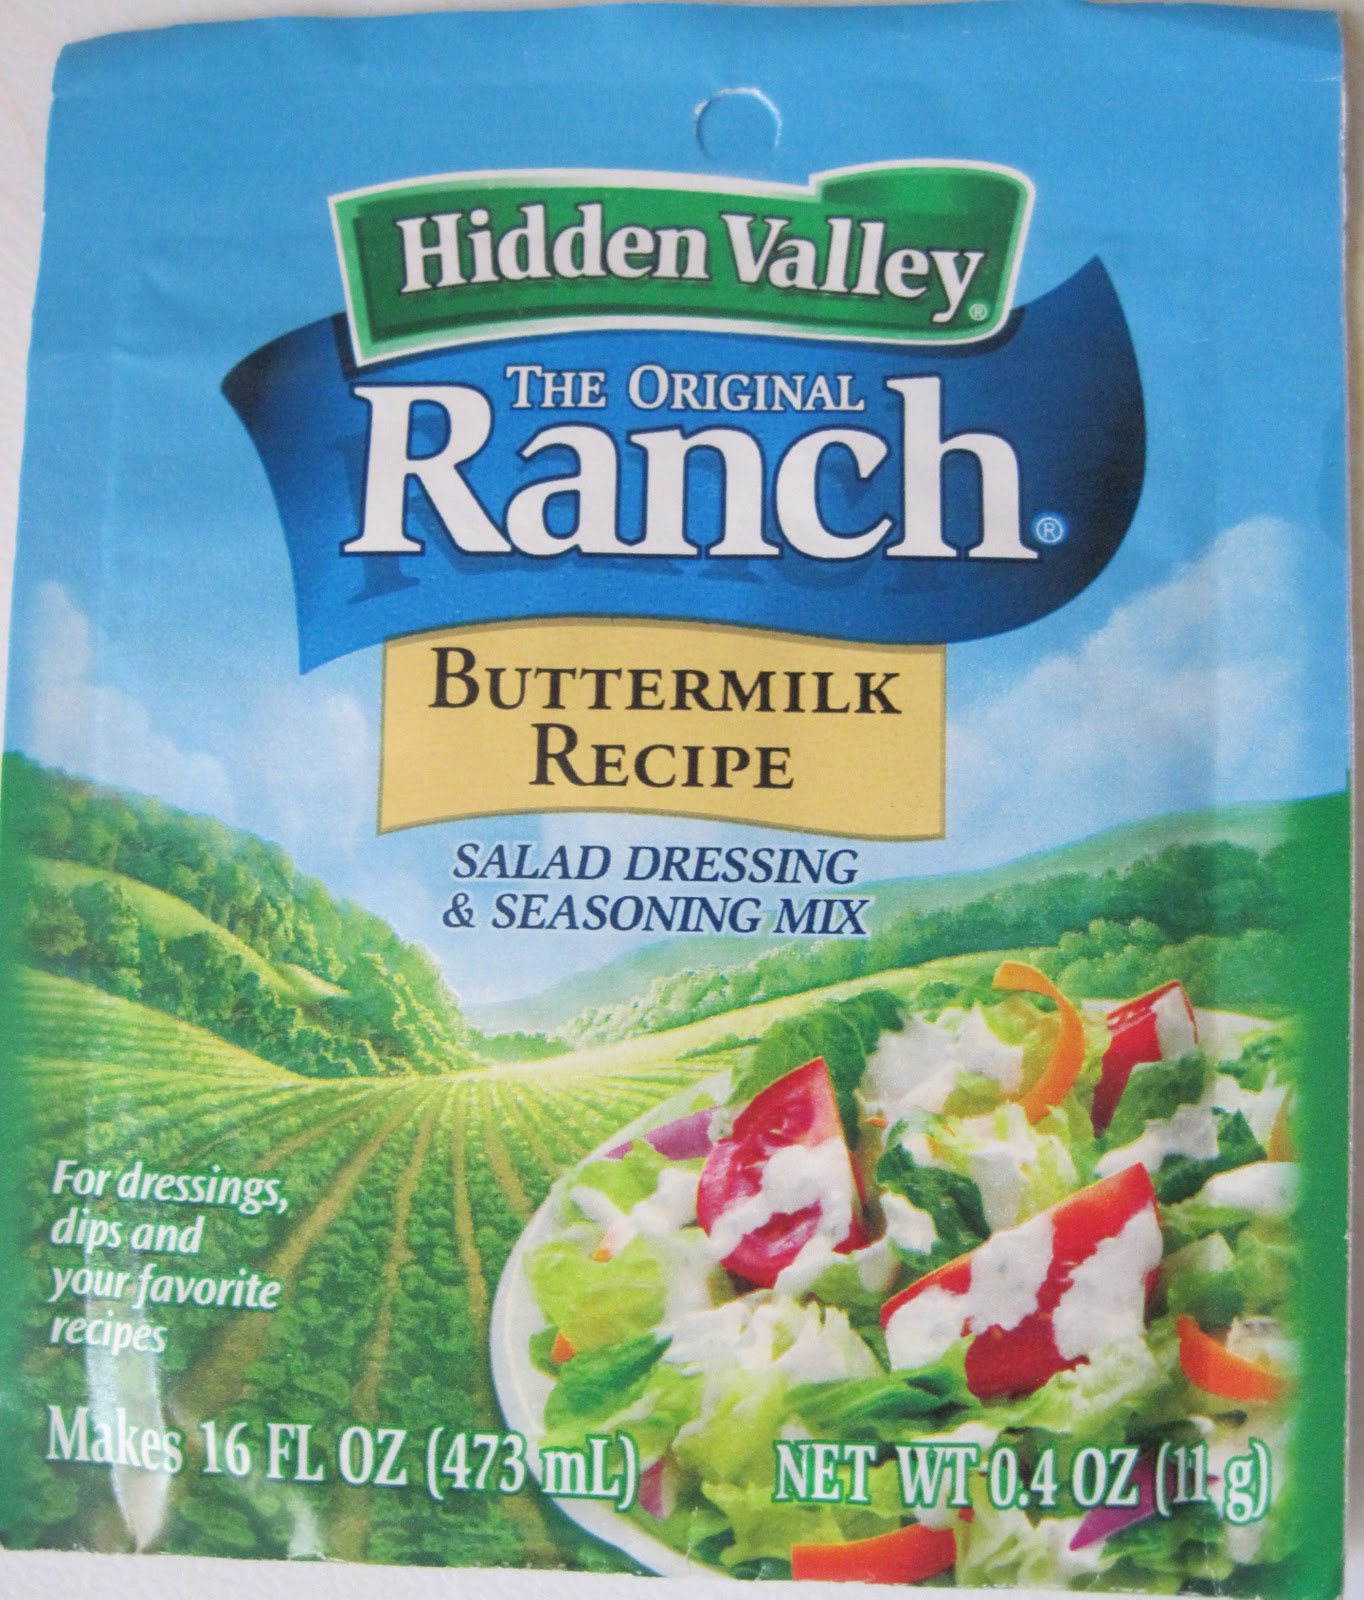 Hidden Valley®
THE ORIGINAL
Ranch®
BUTTERMILK
RECIPE
SALAD DRESSING
& SEASONING MIX
For dressings,
dips and
your favorite
recipes
Makes 16 FL OZ (473 mL)
NET WT 0.4 OZ (11 g)